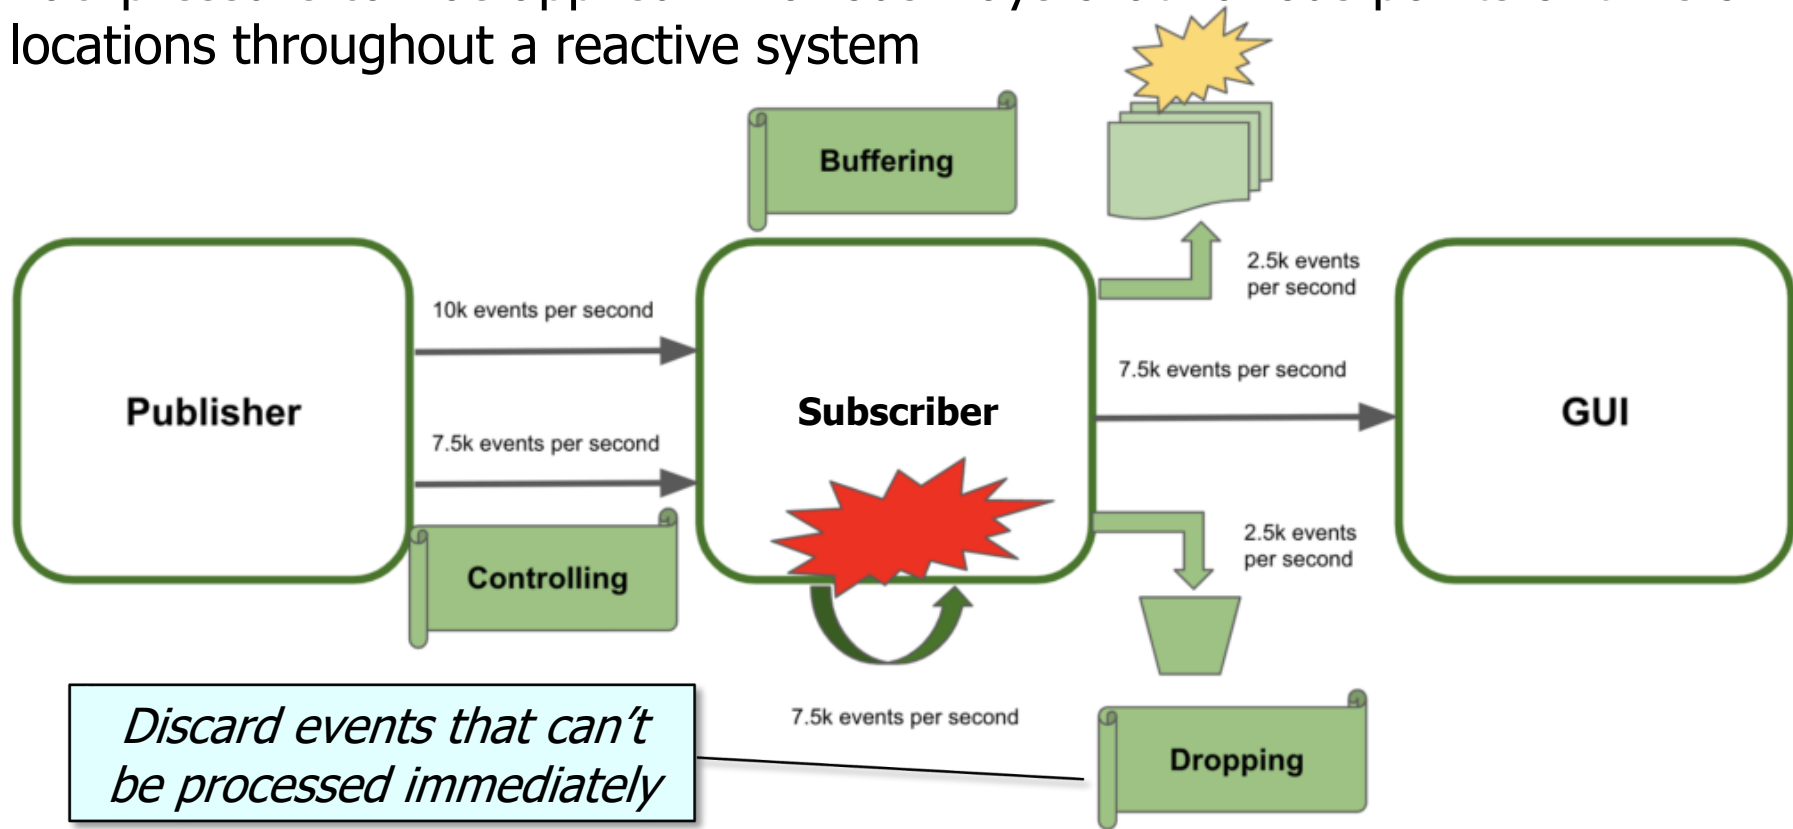 locations throughout a reactive system
Buffering
2.5k events
per second
10k events per second
7.5k events per second
Publisher
Subscriber
GUI
7.5k events per second
2.5k events
per second
Controlling
7.5k events per second
Discard events that can't
be processed immediately
Dropping